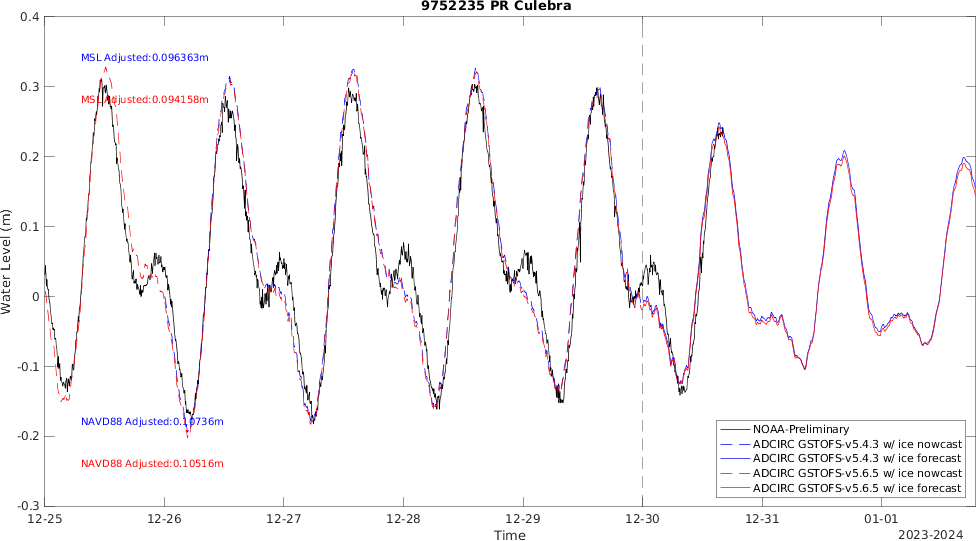 9752235 PR Culebra
0.4
MSL Adjusted:0.096363m
0.3
MSL Adjusted:0.094158m
0.2
0.1
Water Level (m)
0
-0.1
NAVD88 Adjusted:0.10736m
-0.2
NAVD88 Adjusted:0.10516m
-0.3
NOAA-Preliminary
ADCIRC GSTOFS-v5.4.3 w/ ice nowcast
ADCIRC GSTOFS-v5.4.3 w/ ice forecast
ADCIRC GSTOFS-v5.6.5 w/ ice nowcast
ADCIRC GSTOFS-v5.6.5 w/ ice forecast
12-25 12-26 12-27 12-28 12-29 12-30 12-31 01-01
Time
2023-2024